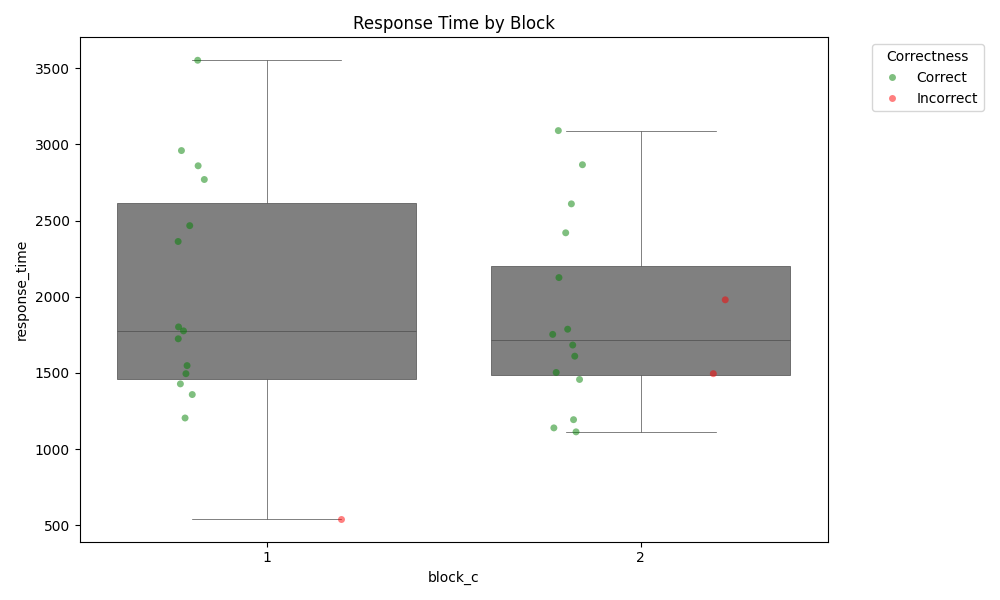 Response Time by Block
Correctness
Correct
Incorrect
response_time
3500
3000
2500
2000
1500
1000
500
1
2
block_c